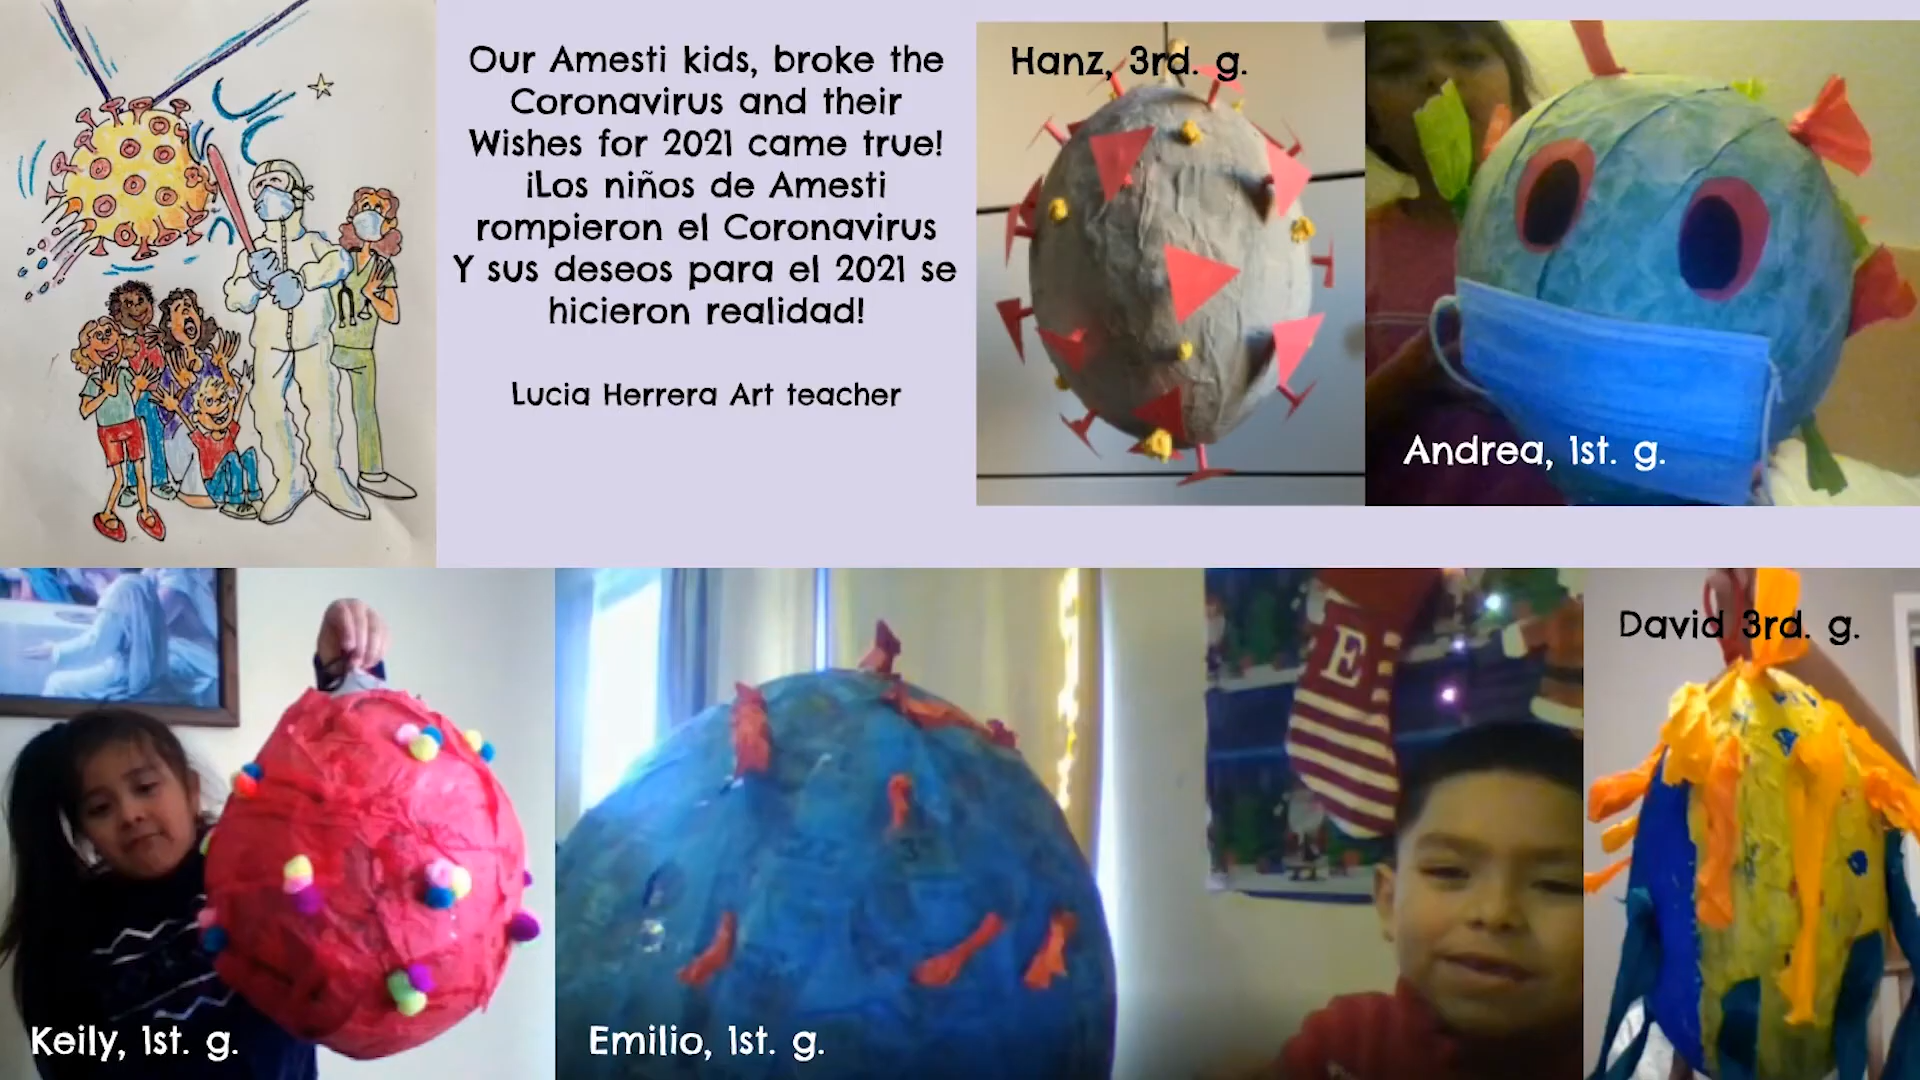 Our Amesti kids, broke the
Coronavirus and their
Wishes for 2021 came true!
¡Los niños de Amesti
rompieron el Coronavirus
Y sus deseos para el 2021 se
hicieron realidad!
Lucia Herrera Art teacher
Hanz, 3rd. g.
Andrea, 1st. g.
Keily, 1st. g.
Emilio, 1st. g.
E
David 3rd. g.